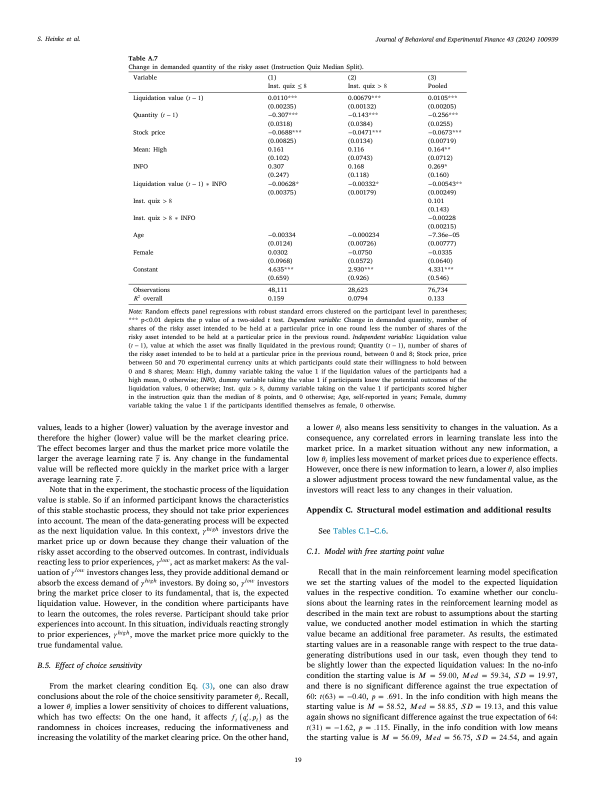 S. Heinke et al.
Journal of Behavioral and Experimental Finance 43 (2024) 100939
Table A.7
Change in demanded quantity of the risky asset (Instruction Quiz Median Split).
Variable (1) (2) (3)
Inst. quiz ≤ 8 Inst. quiz > 8 Pooled
Liquidation value (t − 1) 0.0110*** 0.00679*** 0.0105***
(0.00235) (0.00132) (0.00205)
Quantity (t − 1) −0.307*** −0.143*** −0.256***
(0.0318) (0.0384) (0.0255)
Stock price −0.0688*** −0.0471*** −0.0673***
(0.00825) (0.0134) (0.00719)
Mean: High 0.161 0.116 0.164**
(0.102) (0.0743) (0.0712)
INFO 0.307 0.168 0.269*
(0.247) (0.118) (0.160)
Liquidation value (t − 1) * INFO −0.00628* −0.00332* −0.00543**
(0.00375) (0.00179) (0.00249)
Inst. quiz > 8 0.101
(0.143)
Inst. quiz > 8 * INFO −0.00228
(0.00215)
Age −0.00334 −0.000234 −7.36e−05
(0.0124) (0.00726) (0.00777)
Female 0.0302 −0.0750 −0.0335
(0.0968) (0.0572) (0.0640)
Constant 4.635*** 2.930*** 4.331***
(0.659) (0.926) (0.546)
Observations 48,111 28,623 76,734
R² overall 0.159 0.0794 0.133
Note: Random effects panel regressions with robust standard errors clustered on the participant level in parentheses;
*** p<0.01 depicts the p value of a two-sided t test. Dependent variable: Change in demanded quantity, number of
shares of the risky asset intended to be held at a particular price in one round less the number of shares of the
risky asset intended to be held at a particular price in the previous round. Independent variable: Liquidation value
(t − 1), value at which the asset was finally liquidated in the previous round; Quantity (t − 1), number of shares of
the risky asset intended to be to held at a particular price in the previous round, between 0 and 8; Stock price, price
between 50 and 70 experimental currency units at which participants could state their willingness to hold between
0 and 8 shares; Mean: High, dummy variable taking the value 1 if the liquidation values of the participants had a
high mean, 0 otherwise; INFO, dummy variable taking the value 1 if participants knew the potential outcomes of the
liquidation values, 0 otherwise; Inst. quiz > 8, dummy variable taking on the value 1 if participants scored higher
in the instruction quiz than the median of 8 points, and 0 otherwise; Age, self-reported in years; Female, dummy
variable taking the value 1 if the participants identified themselves as female, 0 otherwise.
values, leads to a higher (lower) valuation by the average investor and
therefore the higher (lower) value will be the market clearing price.
The effect becomes larger and thus the market price more volatile the
larger the average learning rate γ̅ is. Any change in the fundamental
value will be reflected more quickly in the market price with a larger
average learning rate γ̅.
Note that in the experiment, the stochastic process of the liquidation
value is stable. So if an informed participant knows the characteristics
of this stable stochastic process, they should not take prior experiences
into account. The mean of the data-generating process will be expected
as the next liquidation value. In this context, γʰⁱᵍʰ investors drive the
market price up or down because they change their valuation of the
risky asset according to the observed outcomes. In contrast, individuals
reacting less to prior experiences, γˡᵒʷ, act as market makers: As the val-
uation of γˡᵒʷ investors changes less, they provide additional demand or
absorb the excess demand of γʰⁱᵍʰ investors. By doing so, γˡᵒʷ investors
bring the market price closer to its fundamental, that is, the expected
liquidation value. However, in the condition where participants have
to learn the outcomes, the roles reverse. Participant should take prior
experiences into account. In this situation, individuals reacting strongly
to prior experiences, γʰⁱᵍʰ, move the market price more quickly to the
true fundamental value.
B.5. Effect of choice sensitivity
From the market clearing condition Eq. (3), one can also draw
conclusions about the role of the choice sensitivity parameter θᵢ. Recall,
a lower θᵢ implies a lower sensitivity of choices to different valuations,
which has two effects: On the one hand, it affects fᵢ(qᵢₜ, pₜ) as the
randomness in choices increases, reducing the informativeness and
increasing the volatility of the market clearing price. On the other hand,
a lower θᵢ also means less sensitivity to changes in the valuation. As a
consequence, any correlated errors in learning translate less into the
market price. In a market situation without any new information, a
low θᵢ implies less movement of market prices due to experience effects.
However, once there is new information to learn, a lower θᵢ also implies
a slower adjustment process toward the new fundamental value, as the
investors will react less to any changes in their valuation.
Appendix C. Structural model estimation and additional results
See Tables C.1–C.6.
C.1. Model with free starting point value
Recall that in the main reinforcement learning model specification
we set the starting values of the model to the expected liquidation
values in the respective condition. To examine whether our conclu-
sions about the learning rates in the reinforcement learning model as
described in the main text are robust to assumptions about the starting
value, we conducted another model estimation in which the starting
value became an additional free parameter. As results, the estimated
starting values are in a reasonable range with respect to the true data-
generating distributions used in our task, even though they tend to
be slightly lower than the expected liquidation values: In the no-info
condition the starting value is M = 59.00, Med = 59.34, SD = 19.97,
and there is no significant difference against the true expectation of
60: t(63) = −0.40, p = .691. In the info condition with high means the
starting value is M = 58.52, Med = 58.85, SD = 19.13, and this value
again shows no significant difference against the true expectation of 64:
t(31) = −1.62, p = .115. Finally, in the info condition with low means
the starting value is M = 56.09, Med = 56.75, SD = 24.54, and again
19